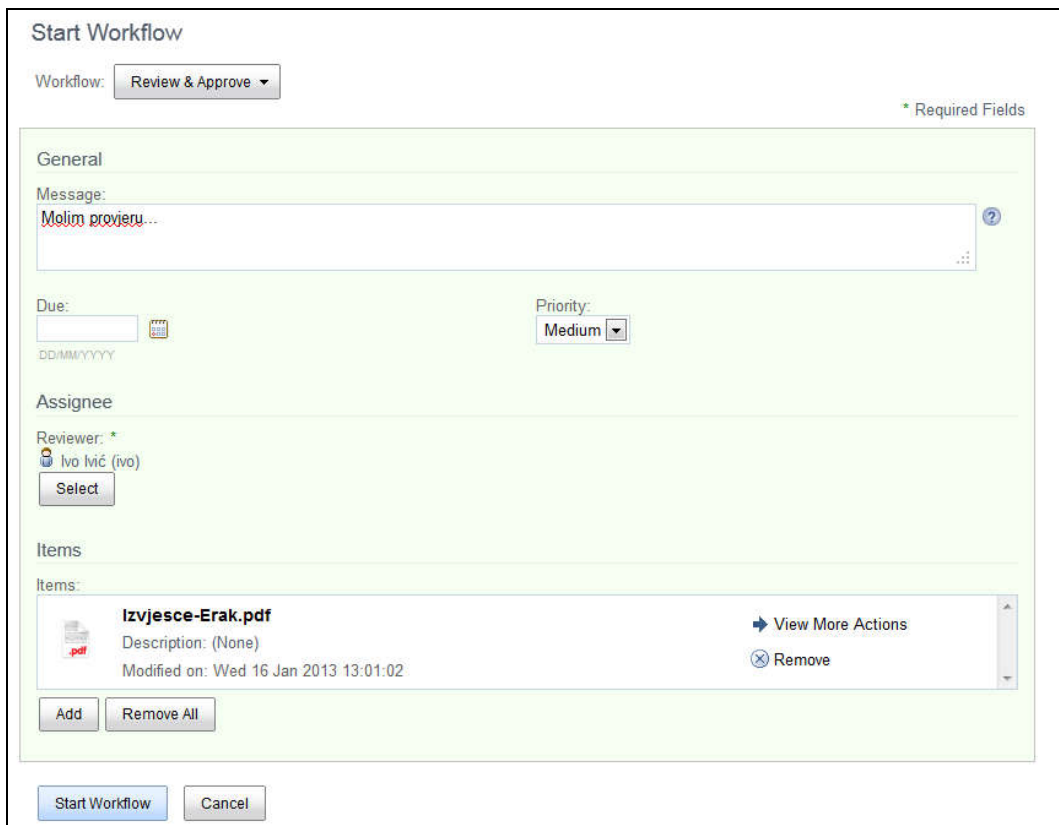 Start Workflow
Workflow: Review & Approve
* Required Fields
General
Message:
Molim provjeru...
Due:
Priority:
Medium
DD/MM/YYYY
Assignee
Reviewer: *
Ivo Ivić (ivo)
Select
Items
Items:
Izvjesce-Erak.pdf
View More Actions
.pdf
Description: (None)
Remove
Modified on: Wed 16 Jan 2013 13:01:02
Add Remove All
Start Workflow Cancel